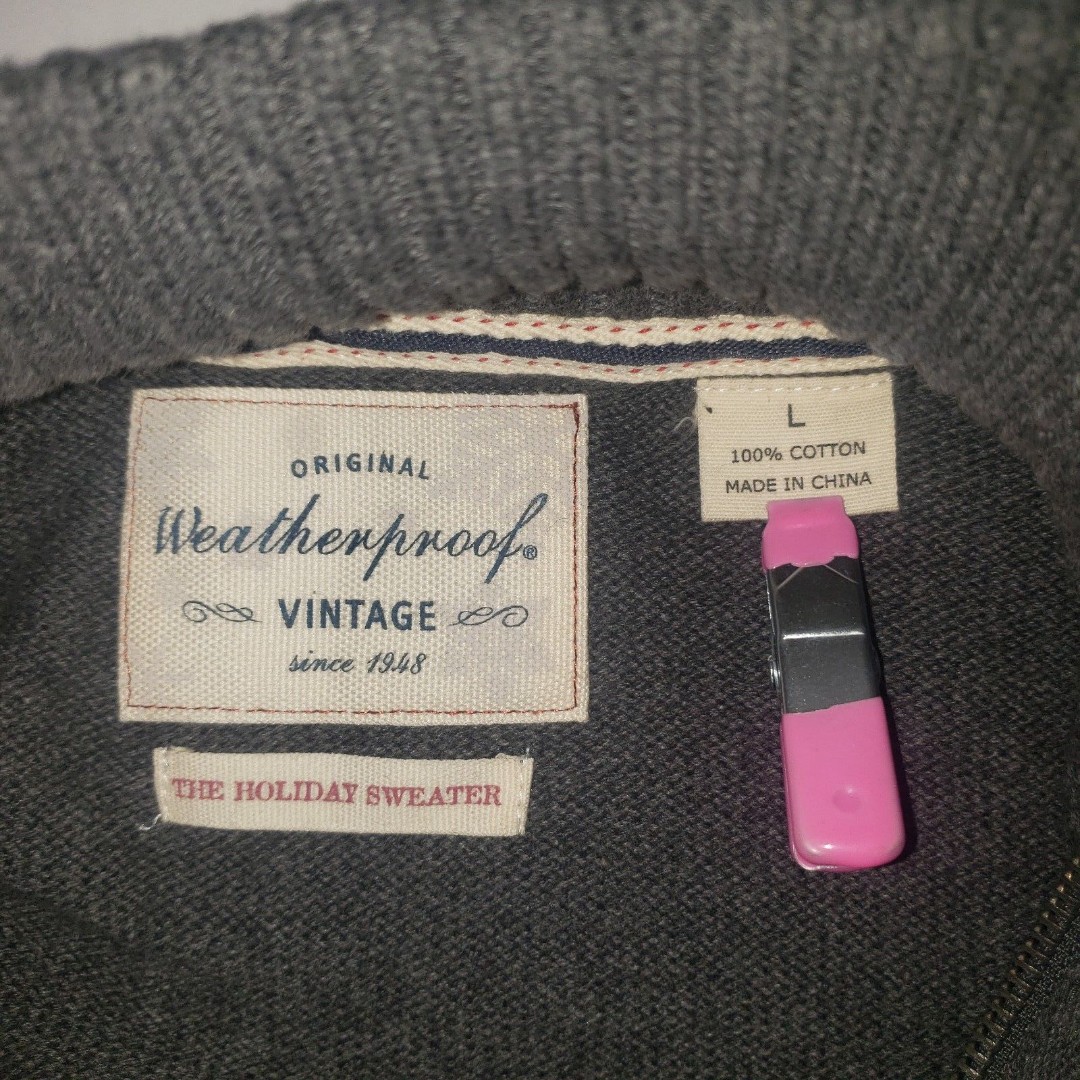 ORIGINAL
Weatherproof®
VINTAGE
since 1948
THE HOLIDAY SWEATER
L
100% COTTON
MADE IN CHINA